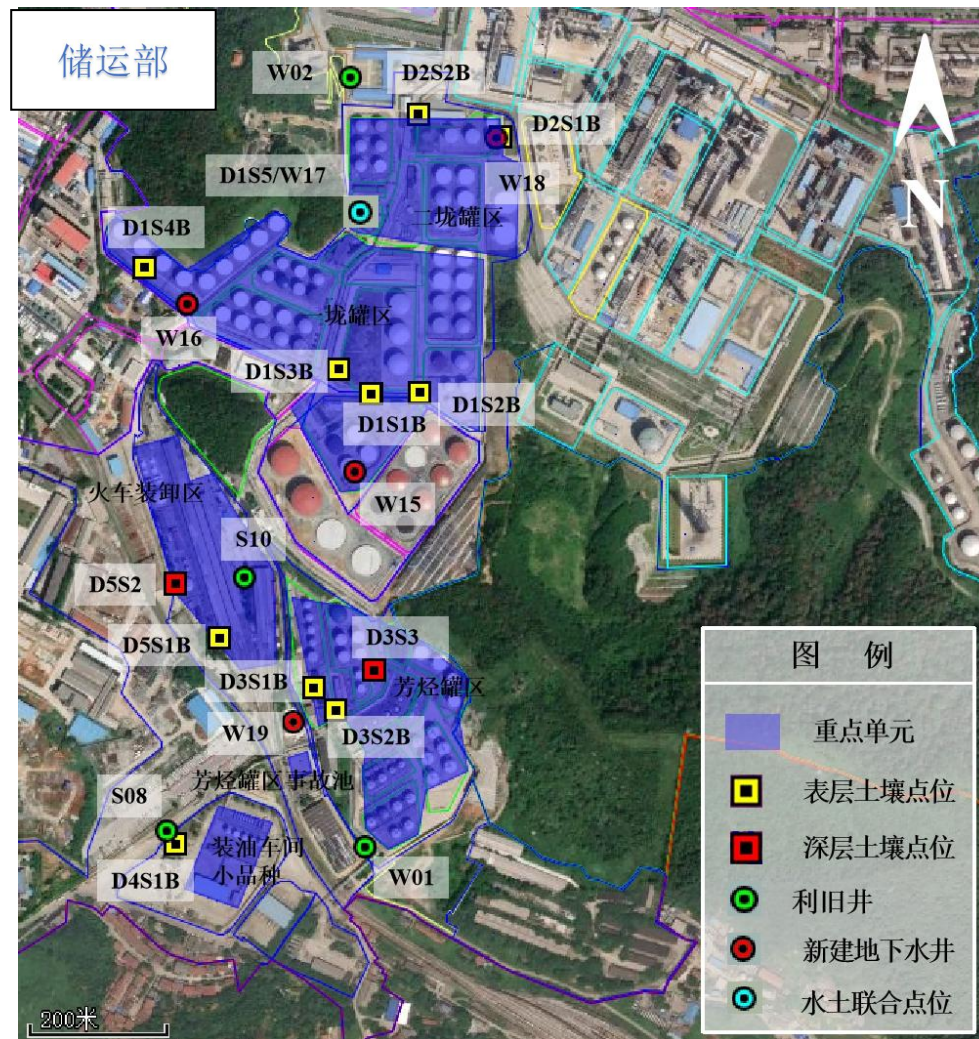 储运部
W02
D2S2B
D2S1B
D1S5/W17
W18
二垅罐区
D1S4B
N
W16
一垅罐区
D1S3B
D1S2B
D1S1B
W15
火车装卸区
S10
D5S2
D5S1B
D3S3
D3S1B
芳烃罐区
W19
D3S2B
芳烃罐区事故池
S08
装油车间
小品种
D4S1B
W01
200米
图 例
重点单元
表层土壤点位
深层土壤点位
利旧井
新建地下水井
水土联合点位